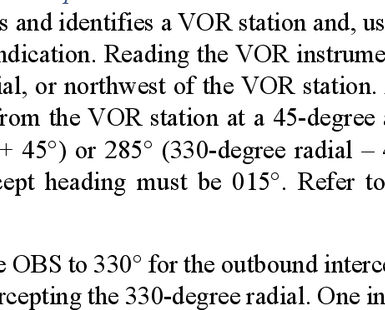 s and identifies a VOR station and, us
ndication. Reading the VOR instrume
ial, or northwest of the VOR station.
from the VOR station at a 45-degree
+ 45°) or 285° (330-degree radial –
cept heading must be 015°. Refer to
e OBS to 330° for the outbound interc
rcepting the 330-degree radial. One in